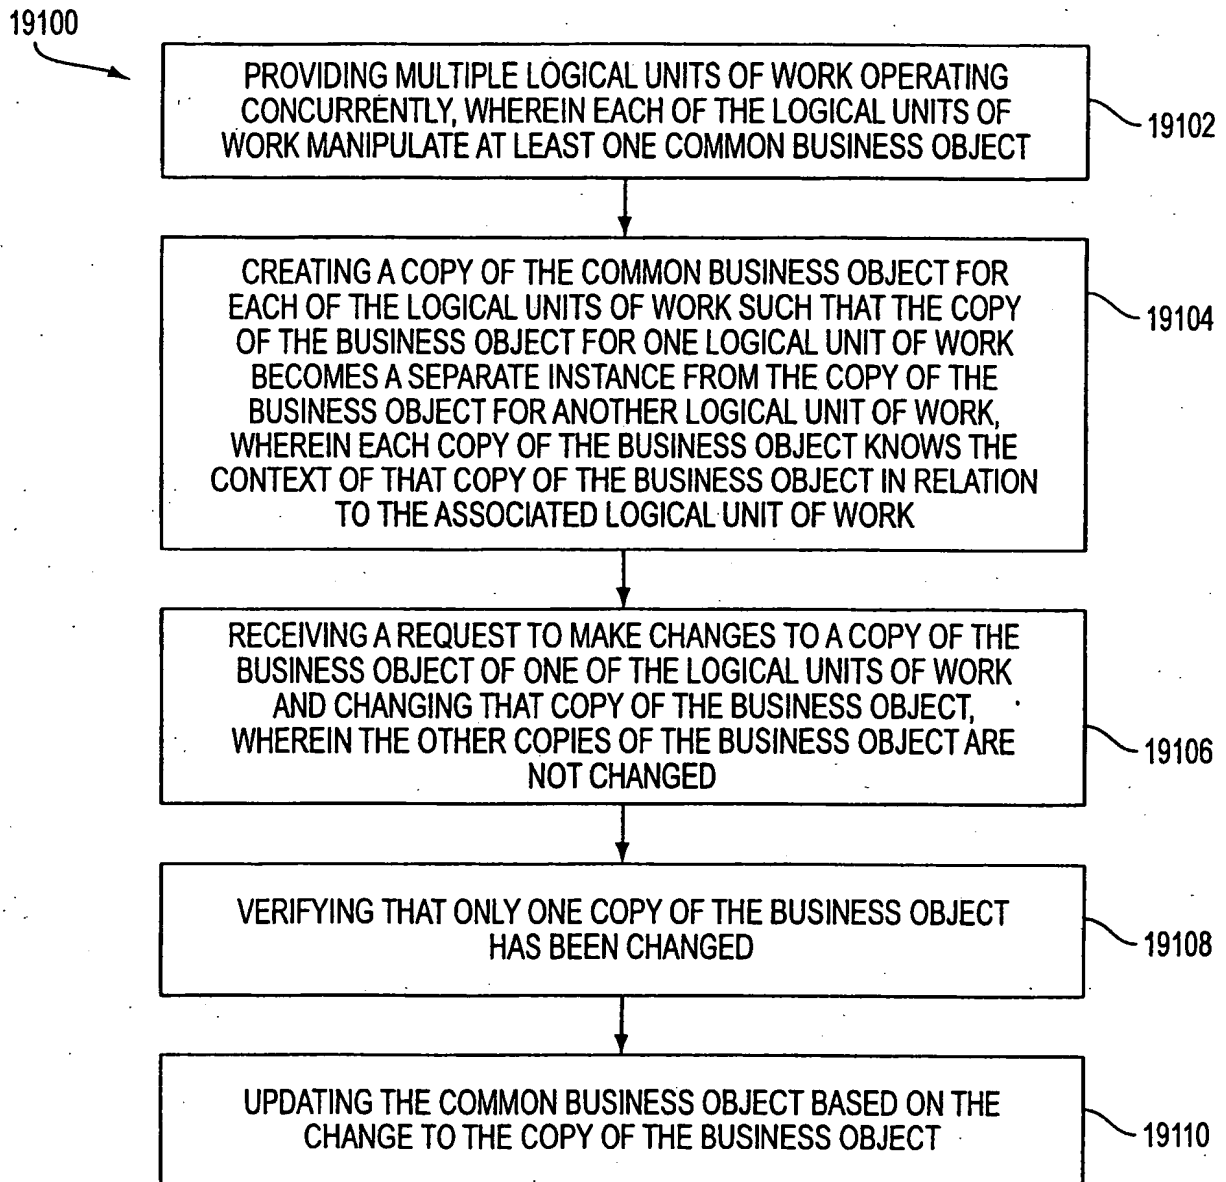 19100
PROVIDING MULTIPLE LOGICAL UNITS OF WORK OPERATING
CONCURRENTLY, WHEREIN EACH OF THE LOGICAL UNITS OF
WORK MANIPULATE AT LEAST ONE COMMON BUSINESS OBJECT
19102
CREATING A COPY OF THE COMMON BUSINESS OBJECT FOR
EACH OF THE LOGICAL UNITS OF WORK SUCH THAT THE COPY
OF THE BUSINESS OBJECT FOR ONE LOGICAL UNIT OF WORK
BECOMES A SEPARATE INSTANCE FROM THE COPY OF THE
BUSINESS OBJECT FOR ANOTHER LOGICAL UNIT OF WORK,
WHEREIN EACH COPY OF THE BUSINESS OBJECT KNOWS THE
CONTEXT OF THAT COPY OF THE BUSINESS OBJECT IN RELATION
TO THE ASSOCIATED LOGICAL UNIT OF WORK
19104
RECEIVING A REQUEST TO MAKE CHANGES TO A COPY OF THE
BUSINESS OBJECT OF ONE OF THE LOGICAL UNITS OF WORK
AND CHANGING THAT COPY OF THE BUSINESS OBJECT,
WHEREIN THE OTHER COPIES OF THE BUSINESS OBJECT ARE
NOT CHANGED
19106
VERIFYING THAT ONLY ONE COPY OF THE BUSINESS OBJECT
HAS BEEN CHANGED
19108
UPDATING THE COMMON BUSINESS OBJECT BASED ON THE
CHANGE TO THE COPY OF THE BUSINESS OBJECT
19110